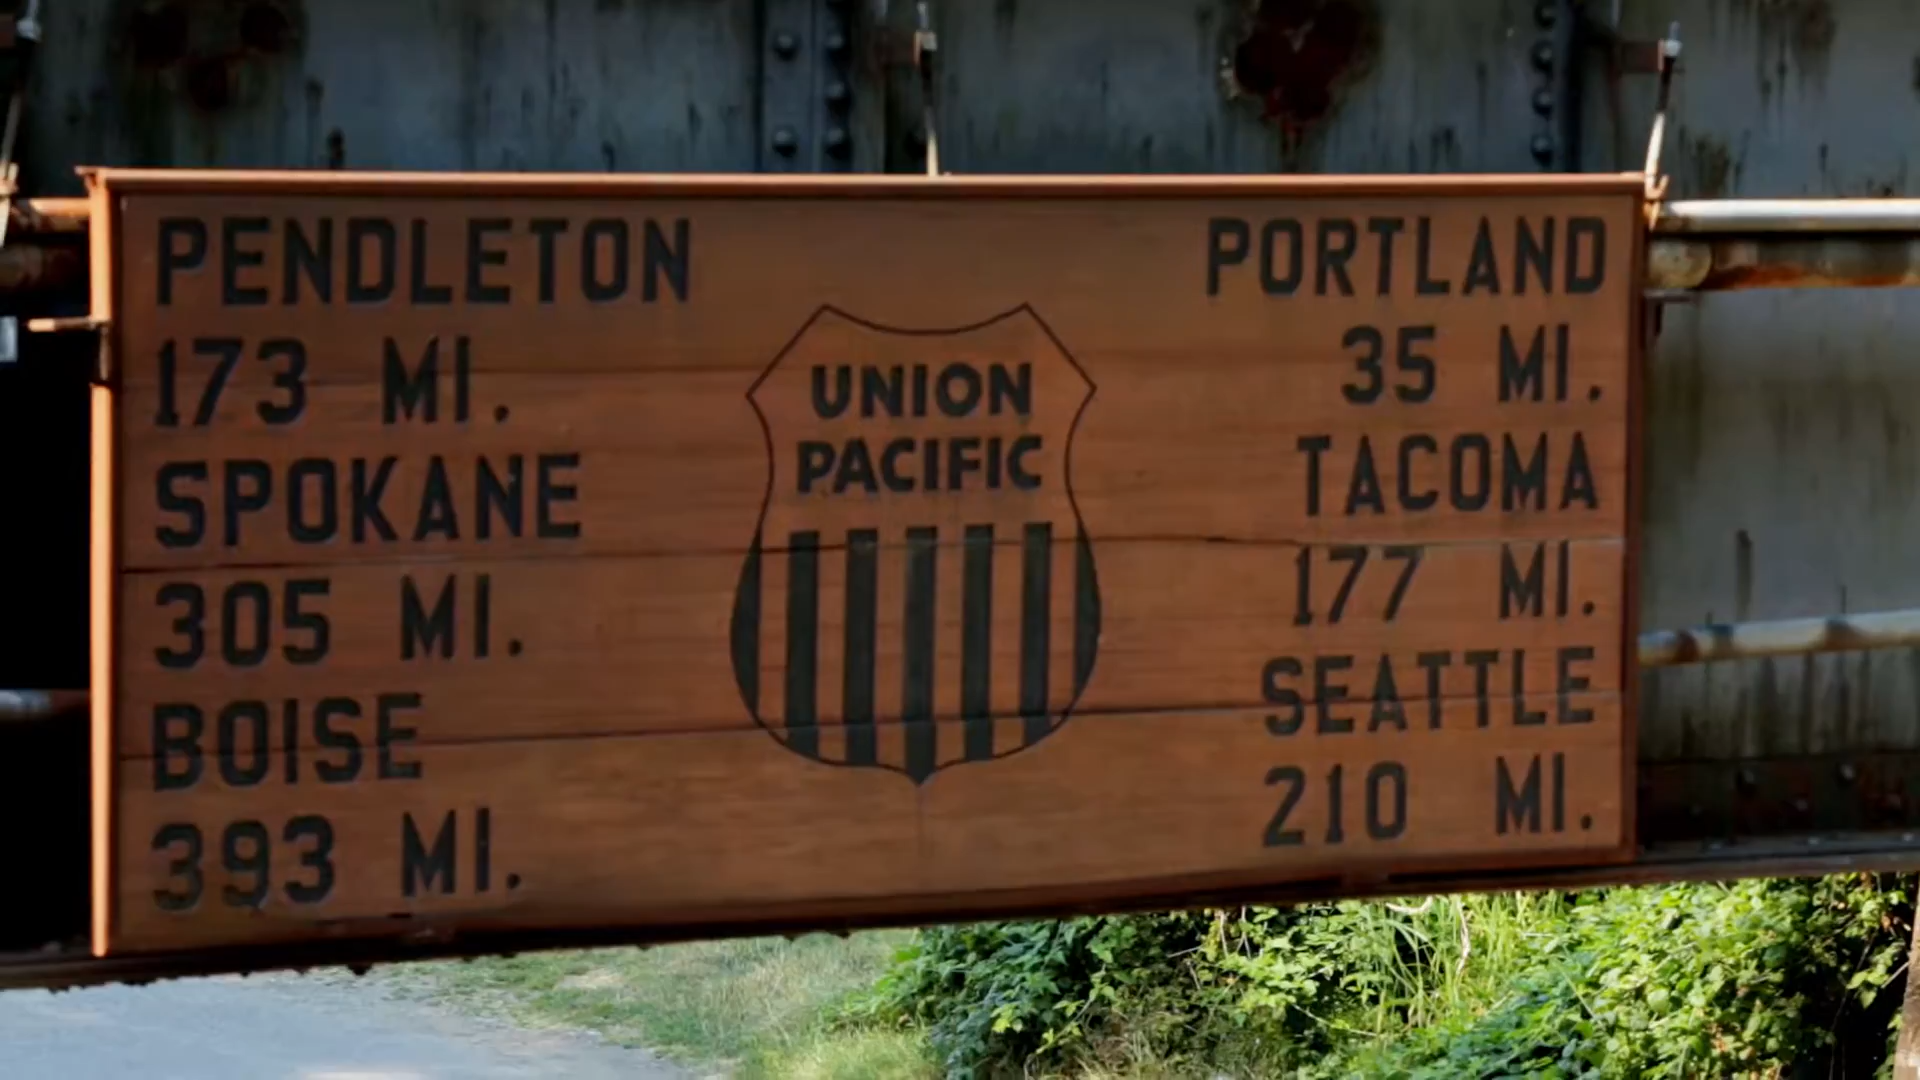 PENDLETON
173 MI.
SPOKANE
305 MI.
BOISE
393 MI.
UNION
PACIFIC
PORTLAND
35 MI.
TACOMA
177 MI.
SEATTLE
210 MI.